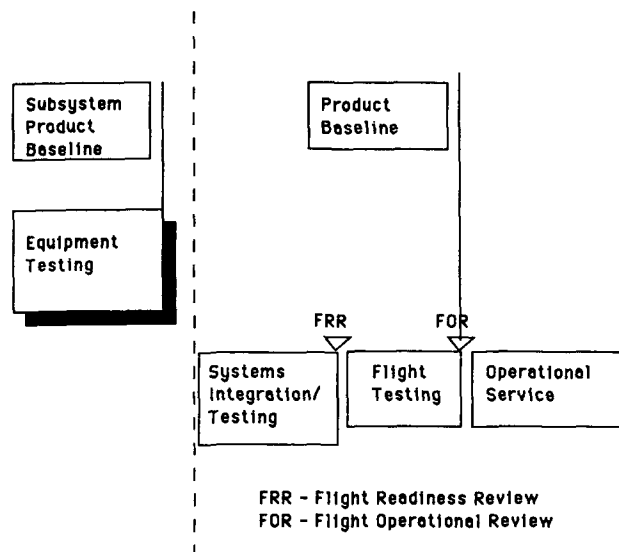 Subsystem
Product
Baseline
Product
Baseline
Equipment
Testing
FRR
FOR
Systems
Integration/
Testing
Flight
Testing
Operational
Service
FRR - Flight Readiness Review
FOR - Flight Operational Review